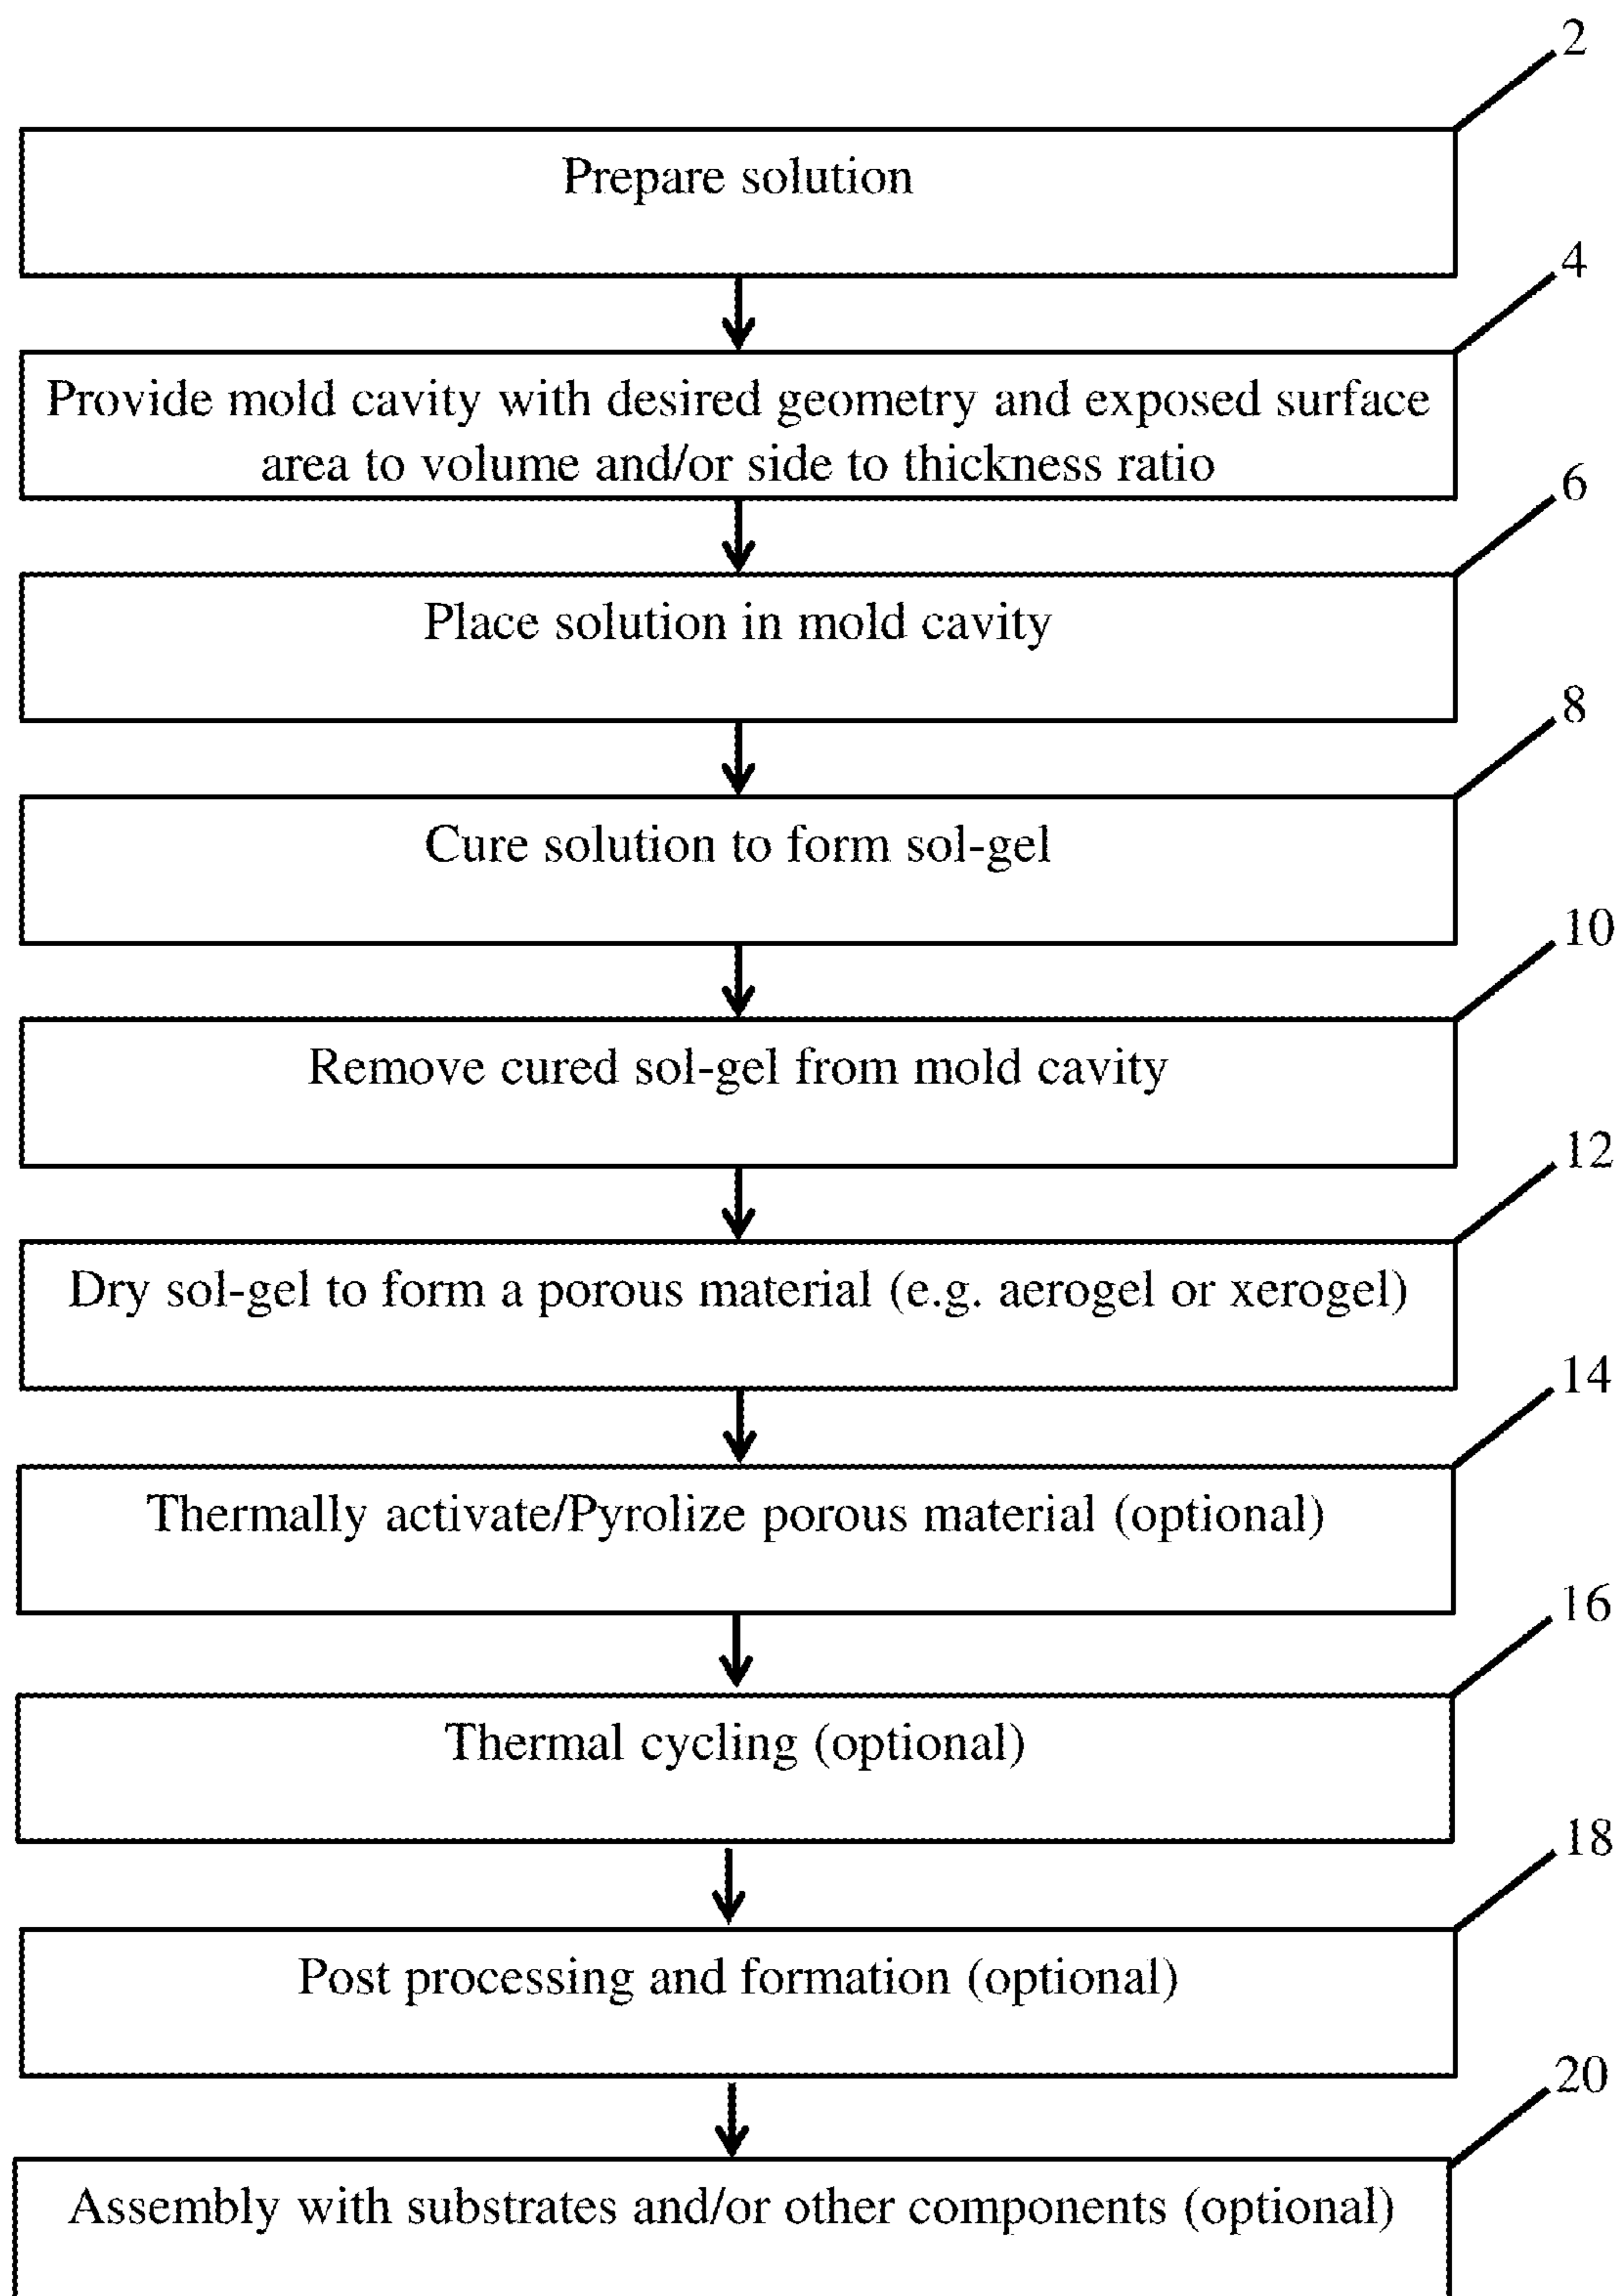 2
Prepare solution
4
Provide mold cavity with desired geometry and exposed surface
area to volume and/or side to thickness ratio
6
Place solution in mold cavity
8
Cure solution to form sol-gel
10
Remove cured sol-gel from mold cavity
12
Dry sol-gel to form a porous material (e.g. aerogel or xerogel)
14
Thermally activate/Pyrolize porous material (optional)
16
Thermal cycling (optional)
18
Post processing and formation (optional)
20
Assembly with substrates and/or other components (optional)